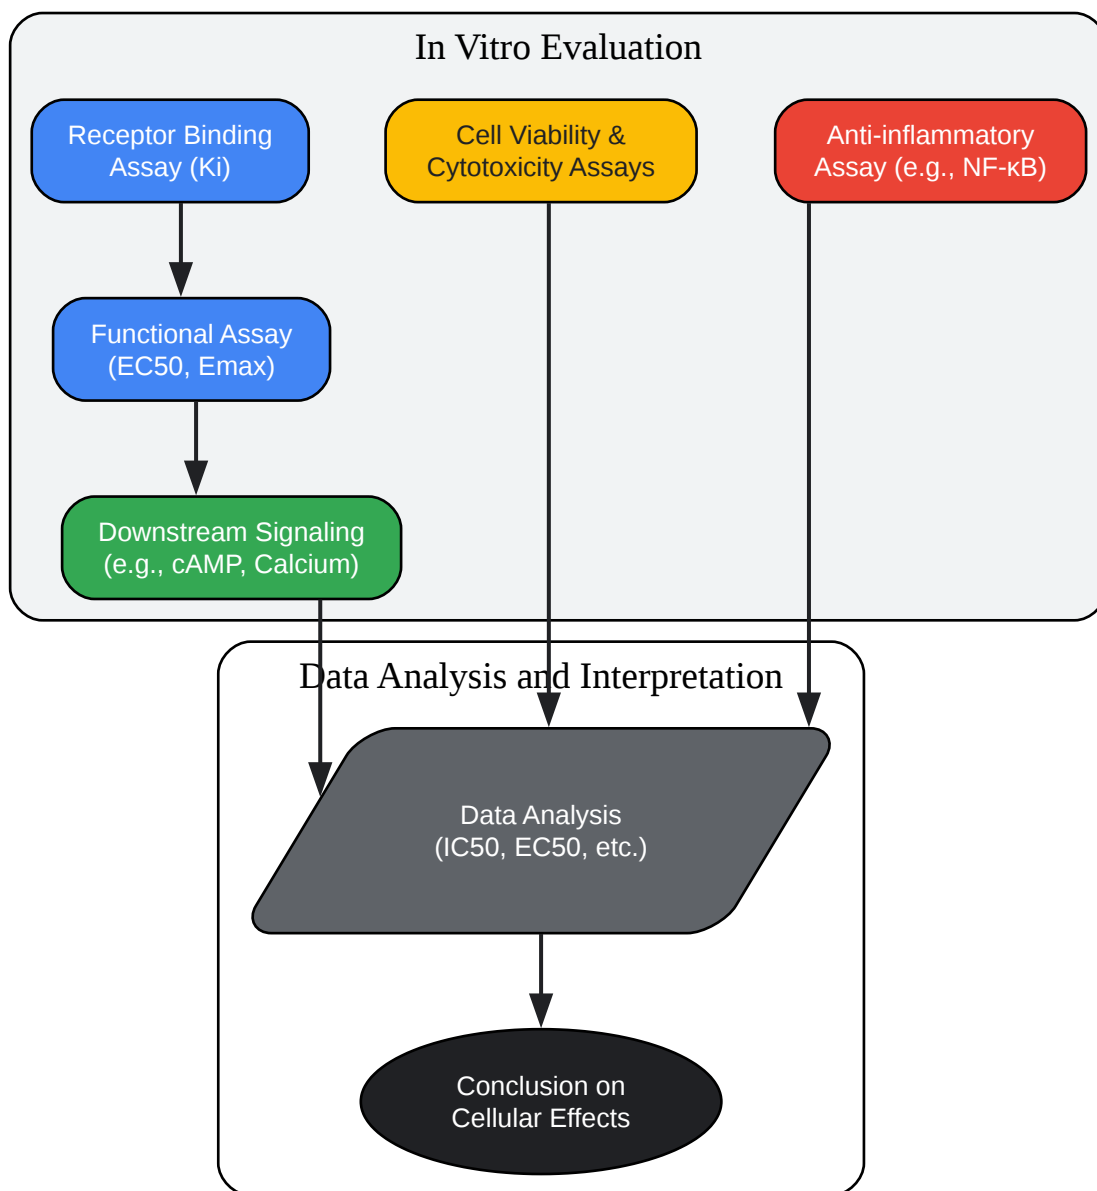 In Vitro Evaluation
Receptor Binding
Assay (Ki)
Cell Viability &
Cytotoxicity Assays
Anti-inflammatory
Assay (e.g., NF-κB)
Functional Assay
(EC50, Emax)
Downstream Signaling
(e.g., cAMP, Calcium)
Data Analysis and Interpretation
Data Analysis
(IC50, EC50, etc.)
Conclusion on
Cellular Effects